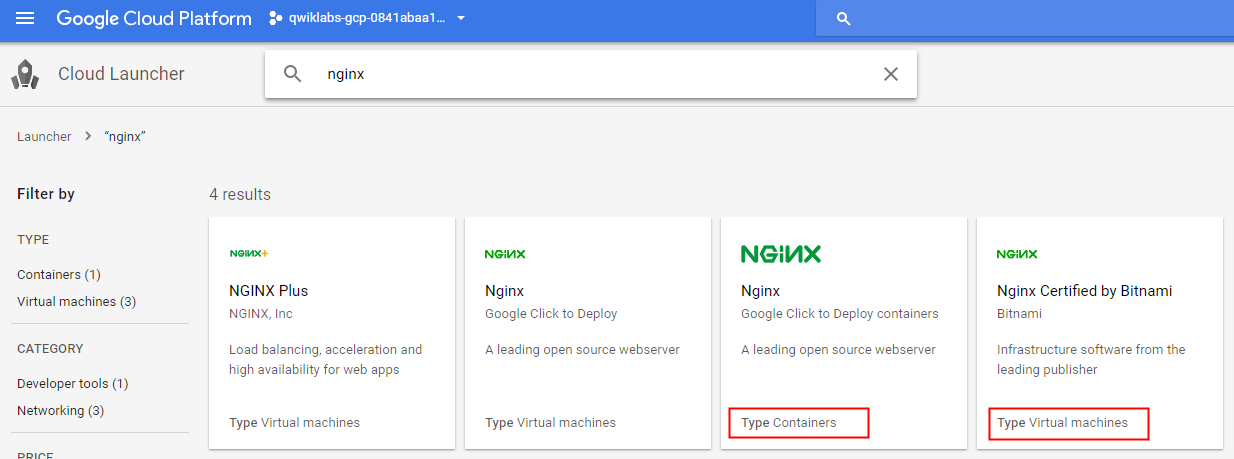 Google Cloud Platform
qwiklabs-gcp-0841abaa1...
Cloud Launcher
nginx
Launcher
“nginx”
Filter by
TYPE
Containers (1)
Virtual machines (3)
CATEGORY
Developer tools (1)
Networking (3)
PRICE
4 results
NGINX+
NGINX Plus
NGINX, Inc
Load balancing, acceleration and
high availability for web apps
Type Virtual machines
NGINX
Nginx
Google Click to Deploy
A leading open source webserver
Type Virtual machines
NGINX
Nginx
Google Click to Deploy containers
A leading open source webserver
Type Containers
NGINX
Nginx Certified by Bitnami
Bitnami
Infrastructure software from the
leading publisher
Type Virtual machines